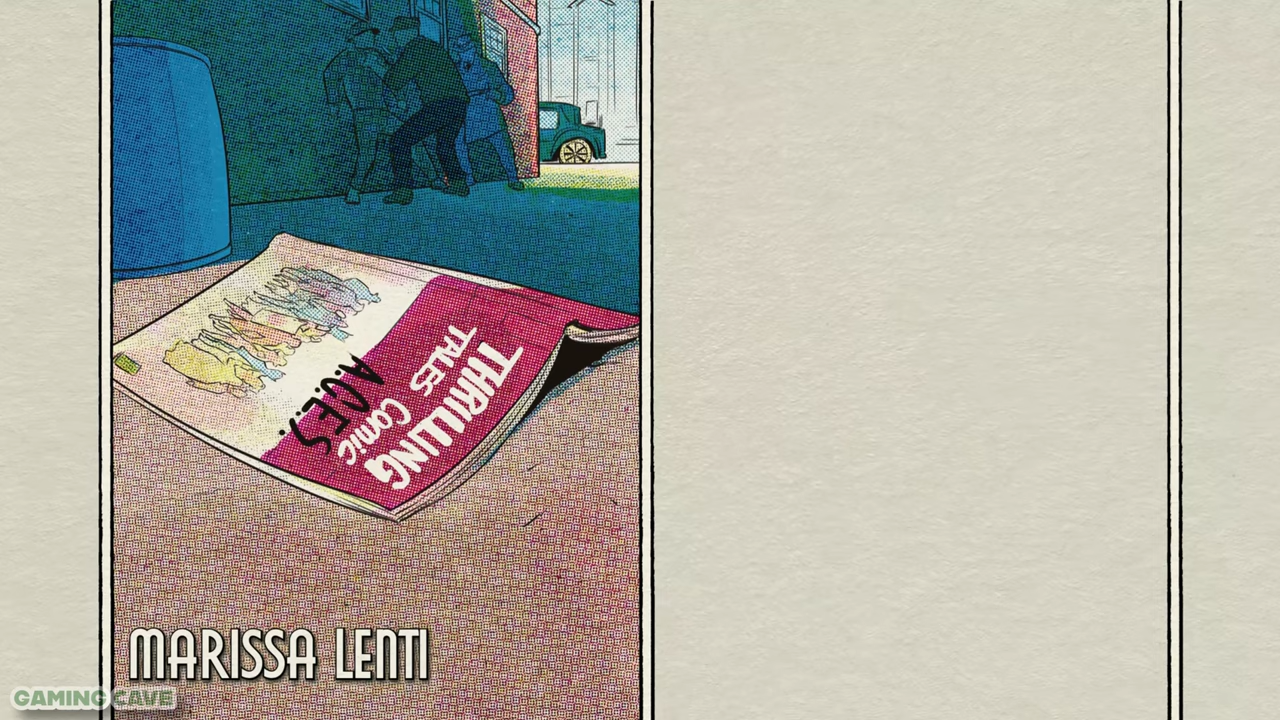 THRILLING
TALES Comic
A.C.E.S.
MARISSA LENTI
GAMING CAVE